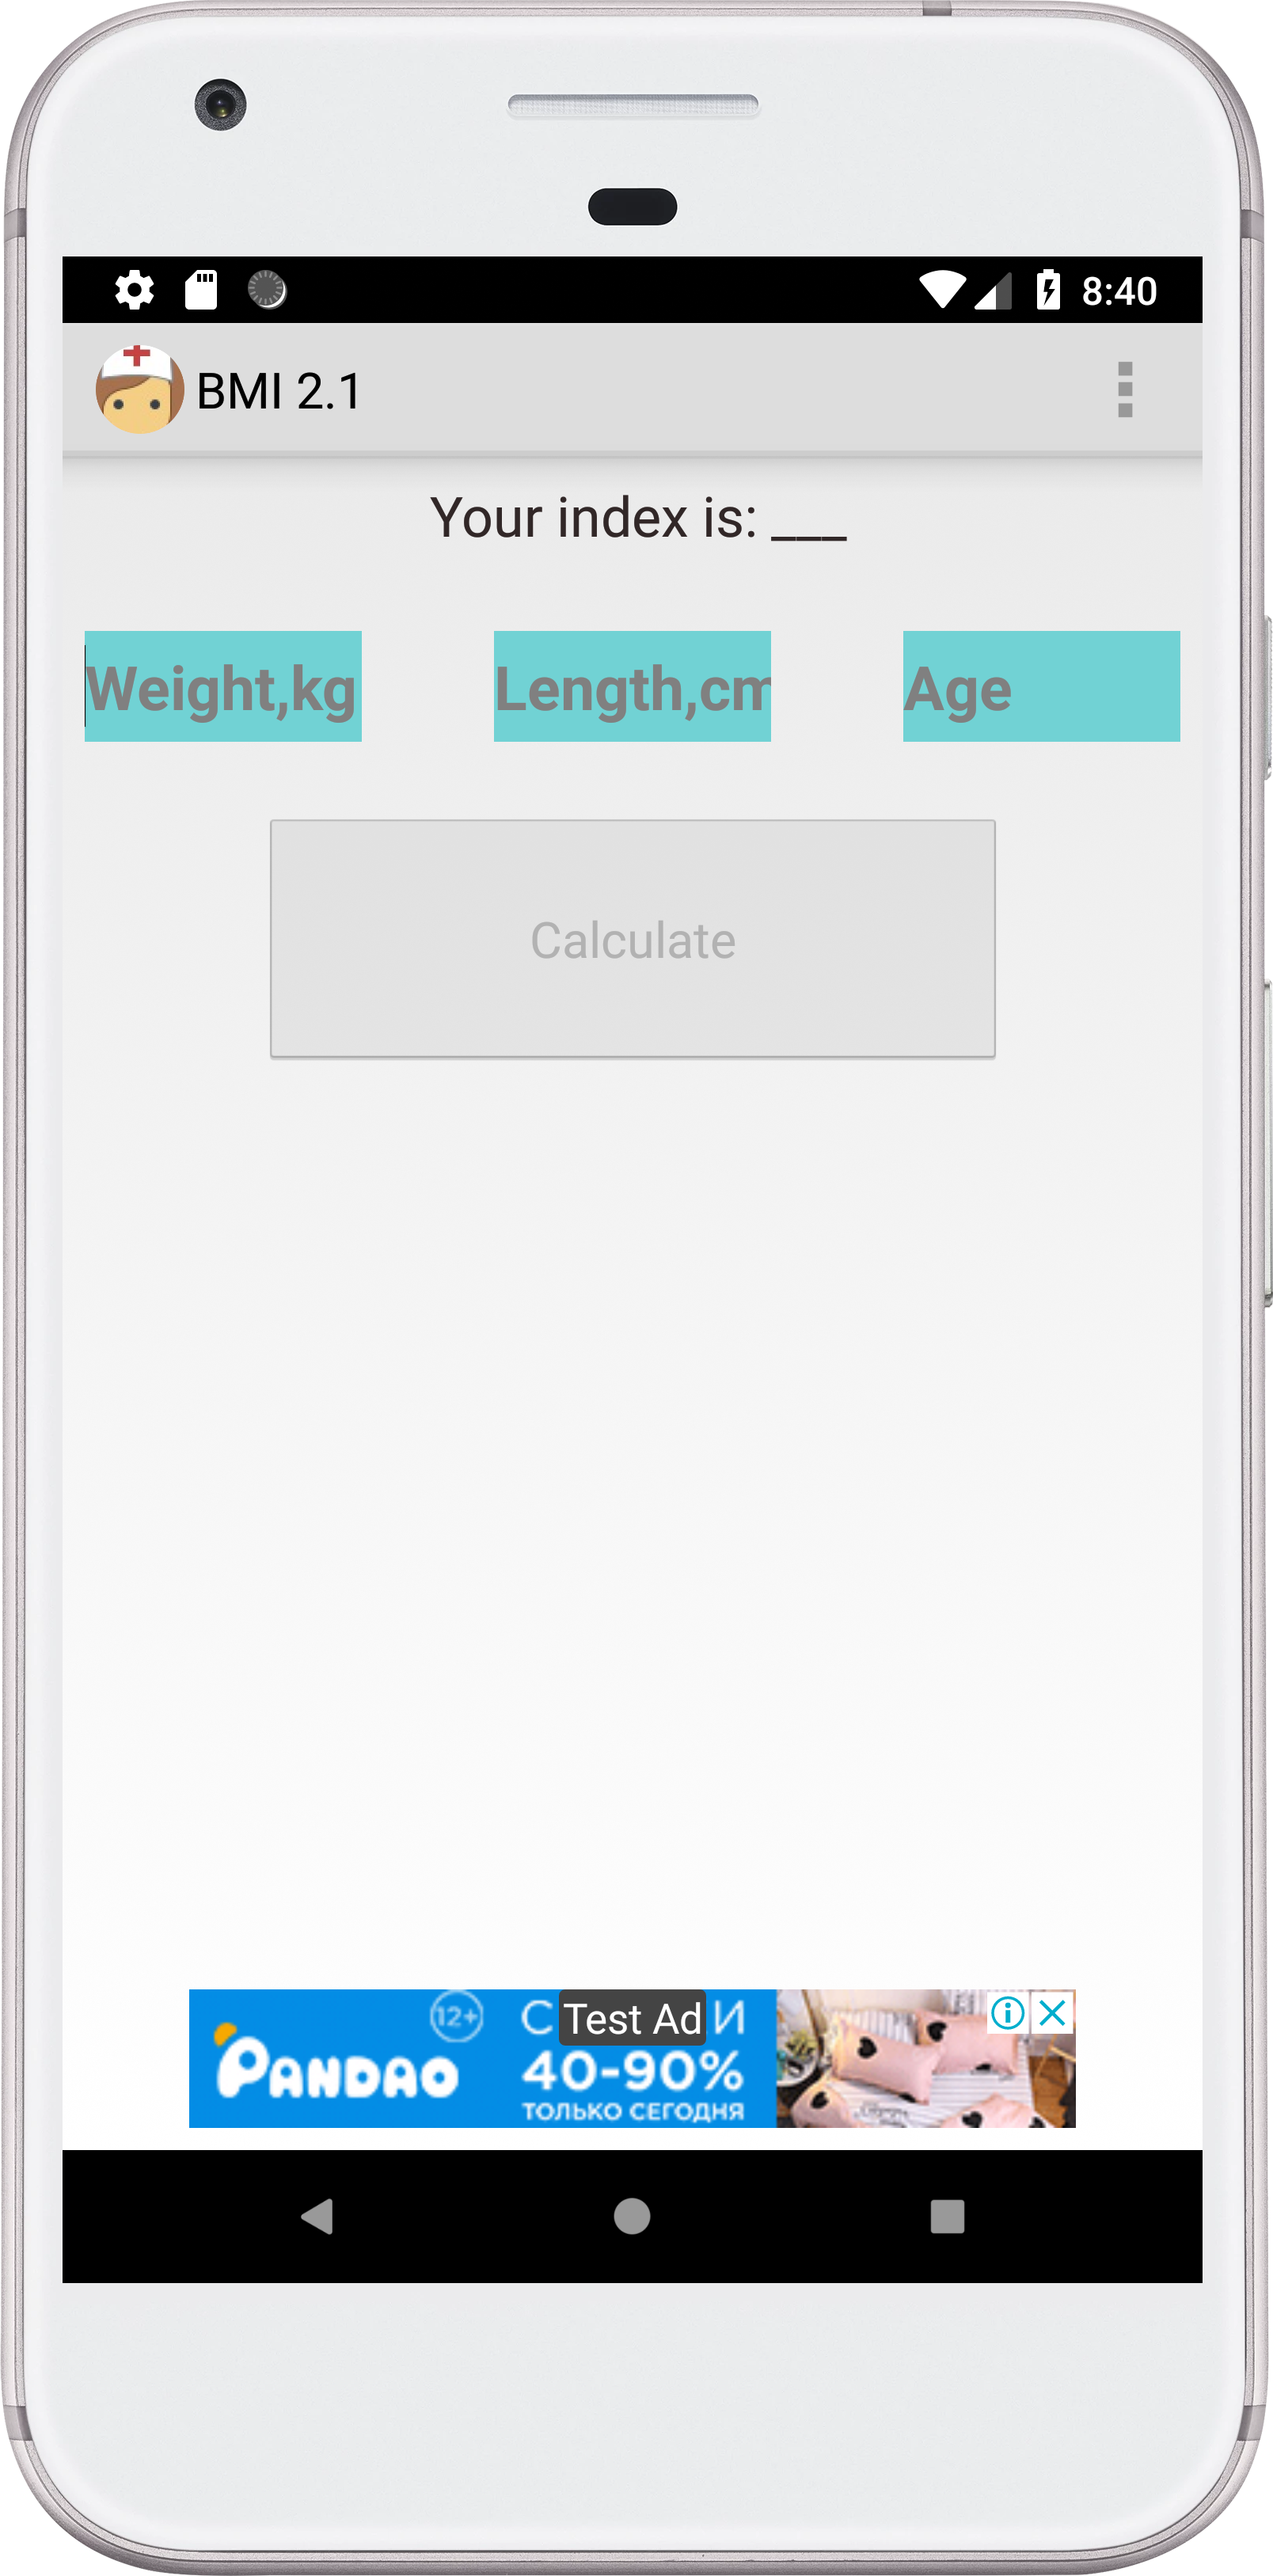 8:40
BMI 2.1
Your index is: ___
Weight,kg
Length,cm
Age
Calculate
PANDAO
12+
Test Ad
40-90%
ТОЛЬКО СЕГОДНЯ